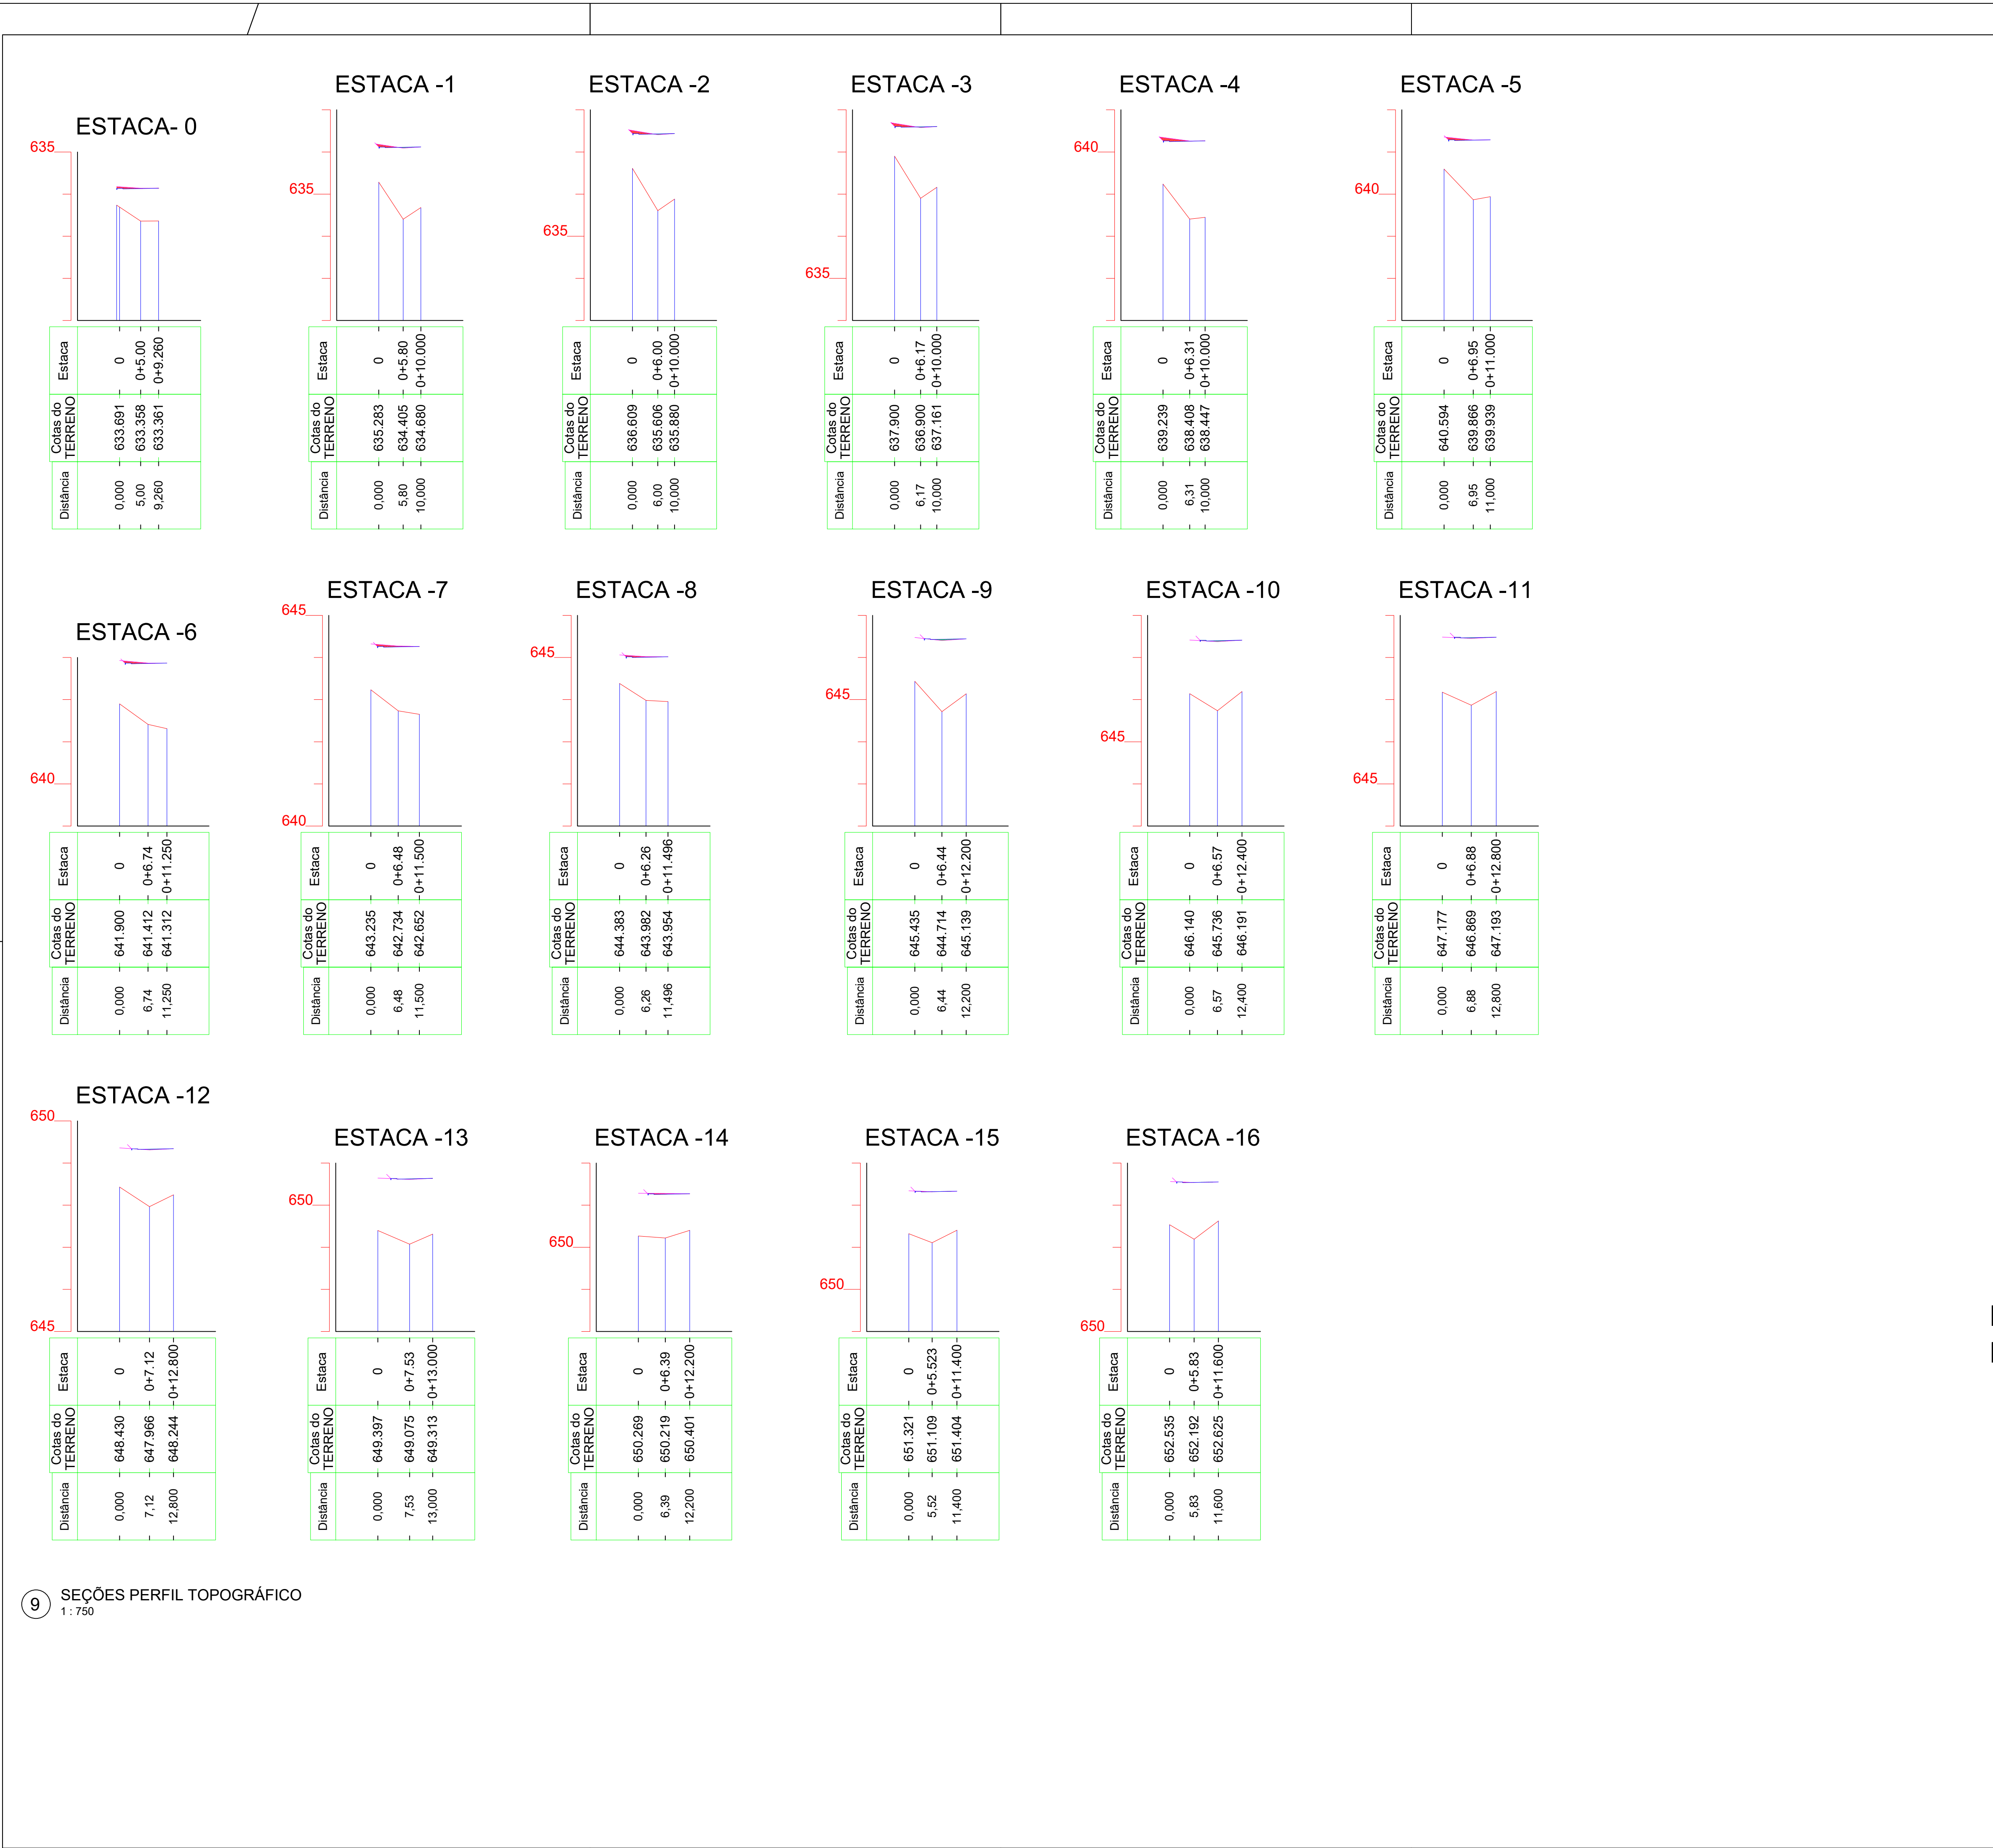 ESTACA- 0
635
Estaca 0 0+5.00 0+9.260
Cotas do TERRENO 633.691 633.358 633.361
Distância 0,000 5,00 9,260
ESTACA -1
635
Estaca 0 0+5.80 0+10.000
Cotas do TERRENO 635.283 634.405 634.680
Distância 0,000 5,80 10,000
ESTACA -2
635
Estaca 0 0+6.00 0+10.000
Cotas do TERRENO 636.609 635.606 635.880
Distância 0,000 6,00 10,000
ESTACA -3
635
Estaca 0 0+6.17 0+10.000
Cotas do TERRENO 637.900 636.900 637.161
Distância 0,000 6,17 10,000
ESTACA -4
640
Estaca 0 0+6.31 0+10.000
Cotas do TERRENO 639.239 638.408 638.447
Distância 0,000 6,31 10,000
ESTACA -5
640
Estaca 0 0+6.95 0+11.000
Cotas do TERRENO 640.594 639.866 639.939
Distância 0,000 6,95 11,000
ESTACA -6
640
Estaca 0 0+6.74 0+11.250
Cotas do TERRENO 641.900 641.412 641.312
Distância 0,000 6,74 11,250
ESTACA -7
645
640
Estaca 0 0+6.48 0+11.500
Cotas do TERRENO 643.235 642.734 642.652
Distância 0,000 6,48 11,500
ESTACA -8
645
Estaca 0 0+6.26 0+11.496
Cotas do TERRENO 644.383 643.982 643.954
Distância 0,000 6,26 11,496
ESTACA -9
645
Estaca 0 0+6.44 0+12.200
Cotas do TERRENO 645.435 644.714 645.139
Distância 0,000 6,44 12,200
ESTACA -10
645
Estaca 0 0+6.57 0+12.400
Cotas do TERRENO 646.140 645.736 646.191
Distância 0,000 6,57 12,400
ESTACA -11
645
Estaca 0 0+6.88 0+12.800
Cotas do TERRENO 647.177 646.869 647.193
Distância 0,000 6,88 12,800
ESTACA -12
650
645
Estaca 0 0+7.12 0+12.800
Cotas do TERRENO 648.430 647.966 648.244
Distância 0,000 7,12 12,800
ESTACA -13
650
Estaca 0 0+7.53 0+13.000
Cotas do TERRENO 649.397 649.075 649.313
Distância 0,000 7,53 13,000
ESTACA -14
650
Estaca 0 0+6.39 0+12.200
Cotas do TERRENO 650.269 650.219 650.401
Distância 0,000 6,39 12,200
ESTACA -15
650
Estaca 0 0+5.523 0+11.400
Cotas do TERRENO 651.321 651.109 651.404
Distância 0,000 5,52 11,400
ESTACA -16
650
Estaca 0 0+5.83 0+11.600
Cotas do TERRENO 652.535 652.192 652.625
Distância 0,000 5,83 11,600
9 SEÇÕES PERFIL TOPOGRÁFICO
1 : 750